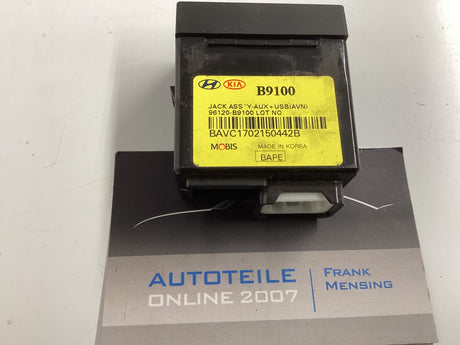 KIA B9100
JACK ASS`Y-AUX+USB(AVN)
96120-B9100 LOT NO.
BAVC1702150442B
MOBIS MADE IN KOREA
BAPE
AUTOTEILE FRANK
ONLINE 2007 MENSING